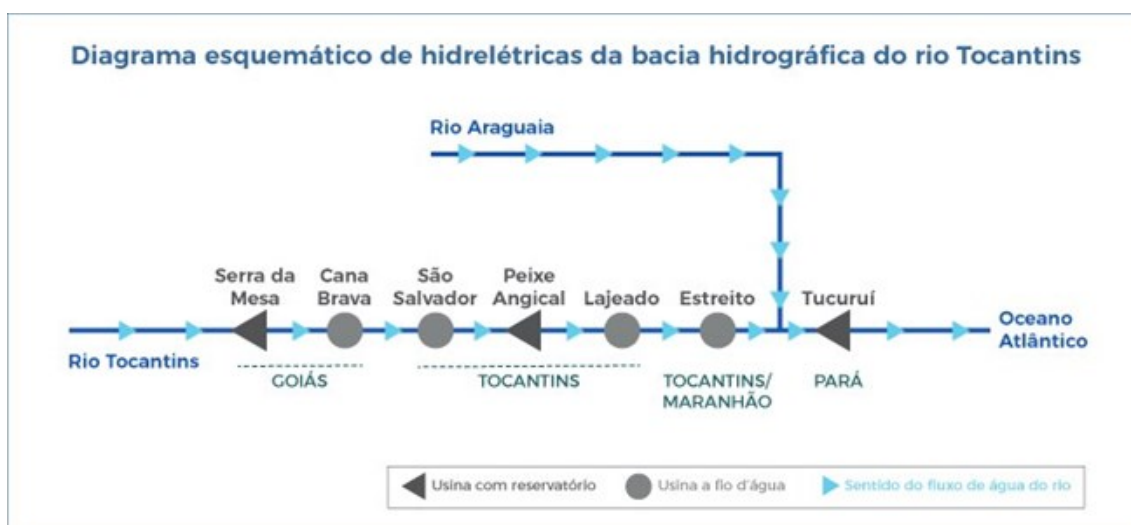 Diagrama esquemático de hidrelétricas da bacia hidrográfica do rio Tocantins
Rio Araguaia
Serra da
Mesa
Cana
Brava
São
Salvador
Peixe
Angical
Lajeado
Estreito
Tucuruí
Rio Tocantins
Oceano
Atlântico
GOIÁS
TOCANTINS
TOCANTINS/
MARANHÃO
PARÁ
Usina com reservatório
Usina a fio d'água
Sentido do fluxo de água do rio